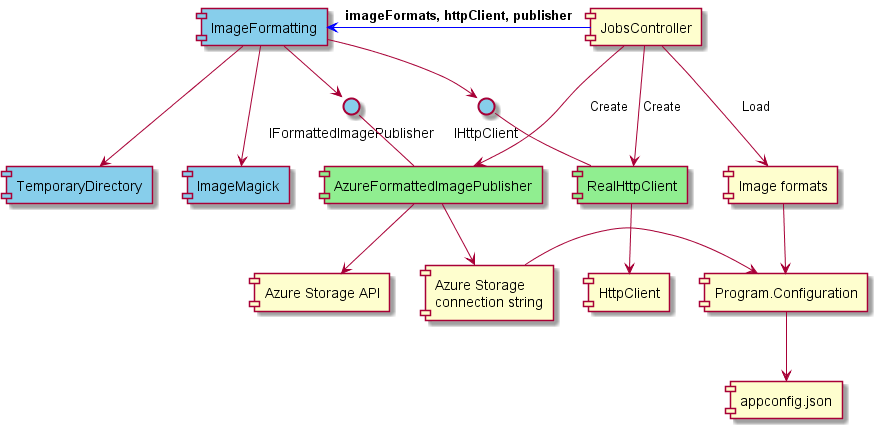 imageFormats, httpClient, publisher
ImageFormatting
JobsController
Create
Create
Load
IFormattedImagePublisher
IHttpClient
TemporaryDirectory
ImageMagick
AzureFormattedImagePublisher
RealHttpClient
Image formats
Azure Storage API
Azure Storage
connection string
HttpClient
Program.Configuration
appconfig.json